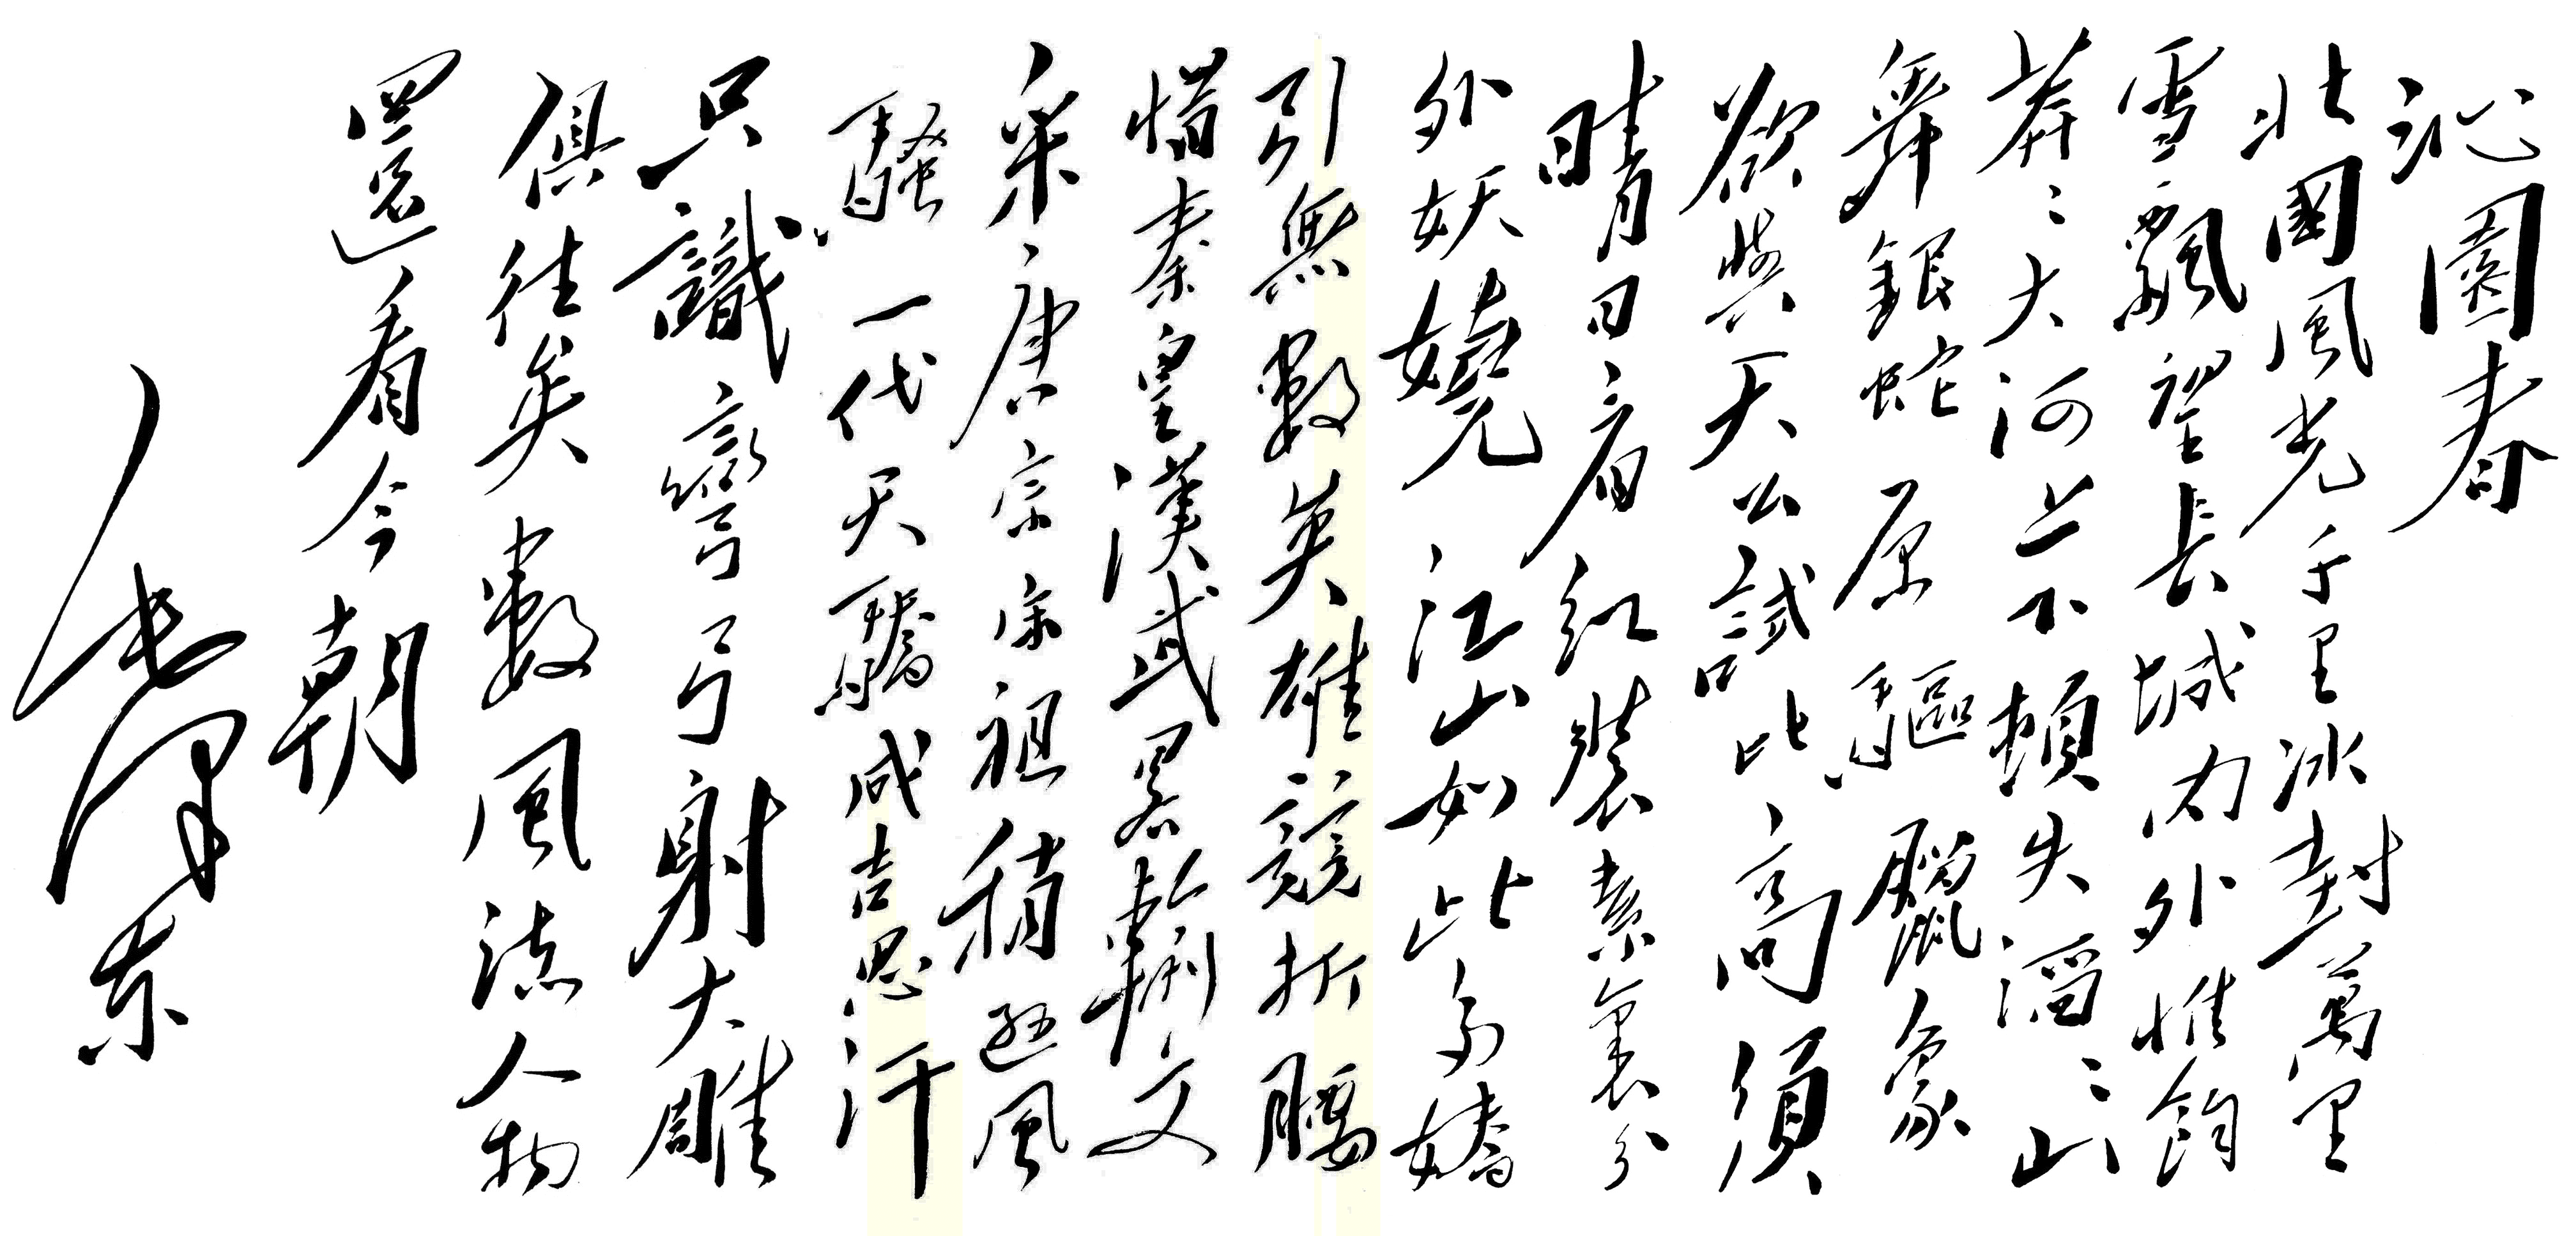 沁園春
北國風光千里冰封萬里
雪飄望長城内外惟餘
莽〻大河上下頓失滔〻山
舞銀蛇原驅臘象
欲與天公試比高須
晴日看紅裝素裹分
外妖嬈江山如此多嬌
引無數英雄競折腰
惜秦皇漢武畧輸文
采唐宗宋祖稍遜風
騷一代天驕成吉思汗
只識彎弓射大雕
俱往矣數風流人物
還看今朝
毛澤東